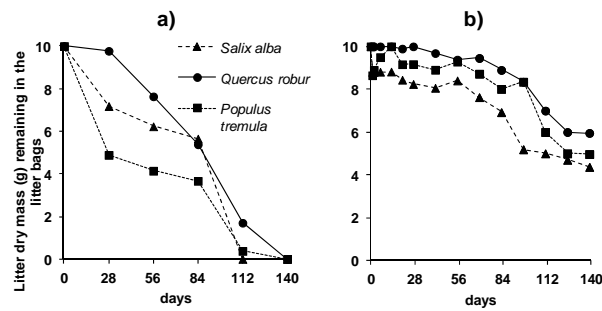 a)
b)
Litter dry mass (g) remaining in the
litter bags
10
8
6
4
2
0
0 28 56 84 112 140
days
Salix alba
Quercus robur
Populus
tremula
10
8
6
4
2
0
0 28 56 84 112 140
days